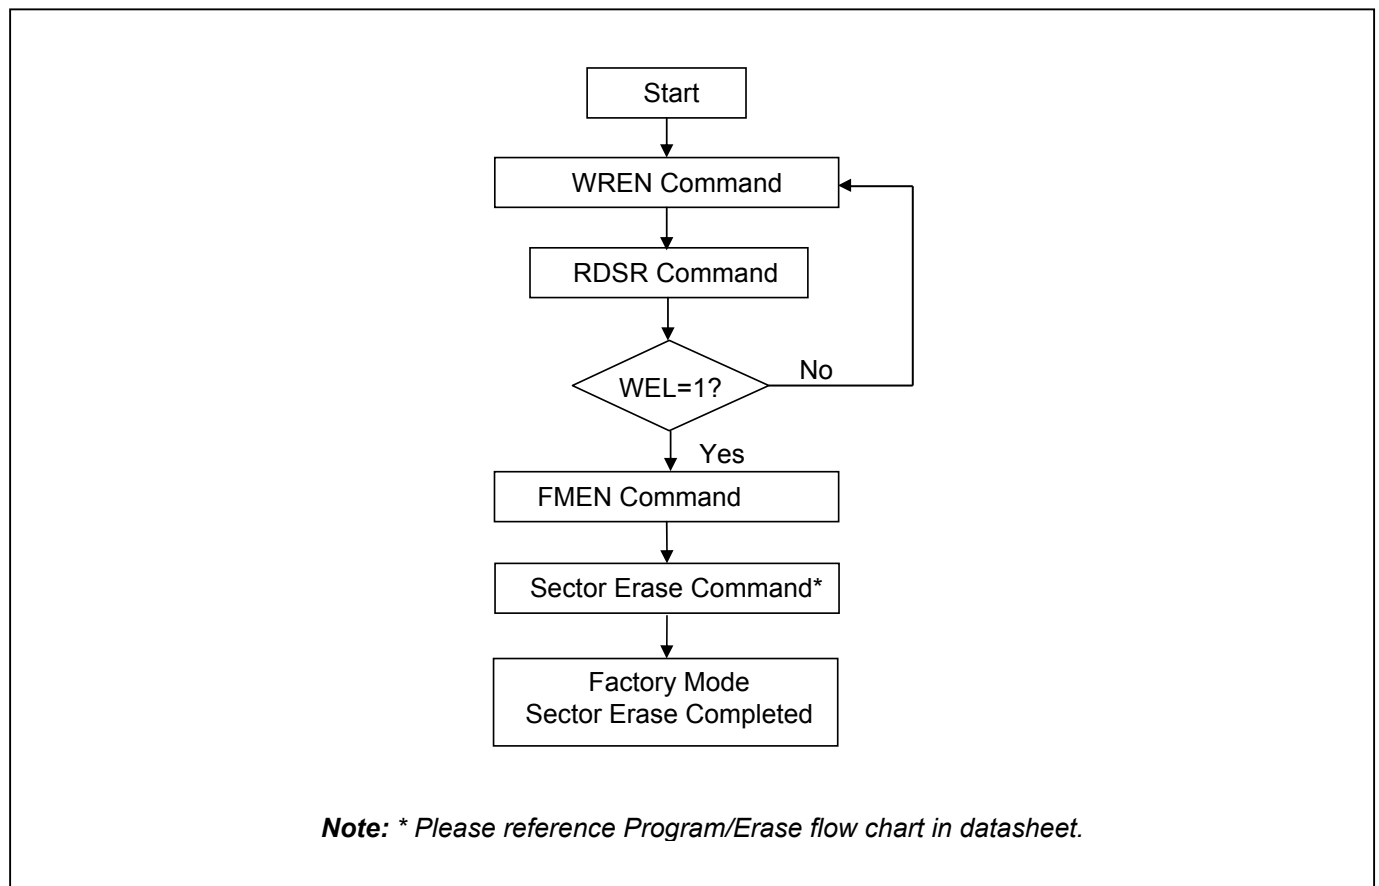 Start
WREN Command
RDSR Command
WEL=1?
No
Yes
FMEN Command
Sector Erase Command*
Factory Mode
Sector Erase Completed
Note: * Please reference Program/Erase flow chart in datasheet.